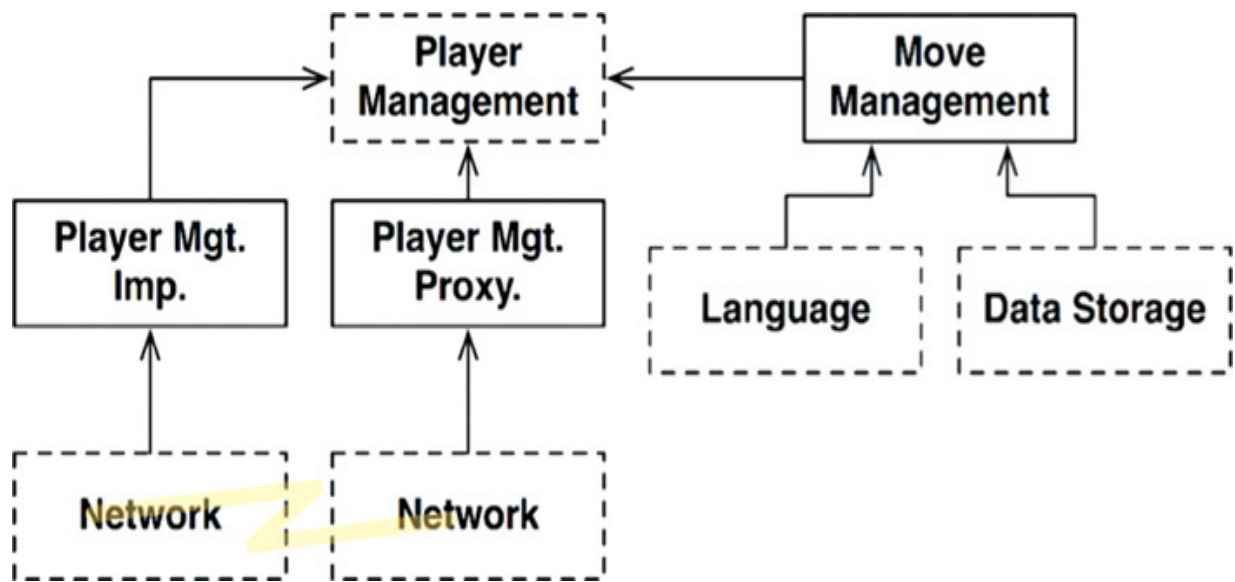 Player
Management
Move
Management
Player Mgt.
Imp.
Player Mgt.
Proxy.
Language
Data Storage
Network
Network